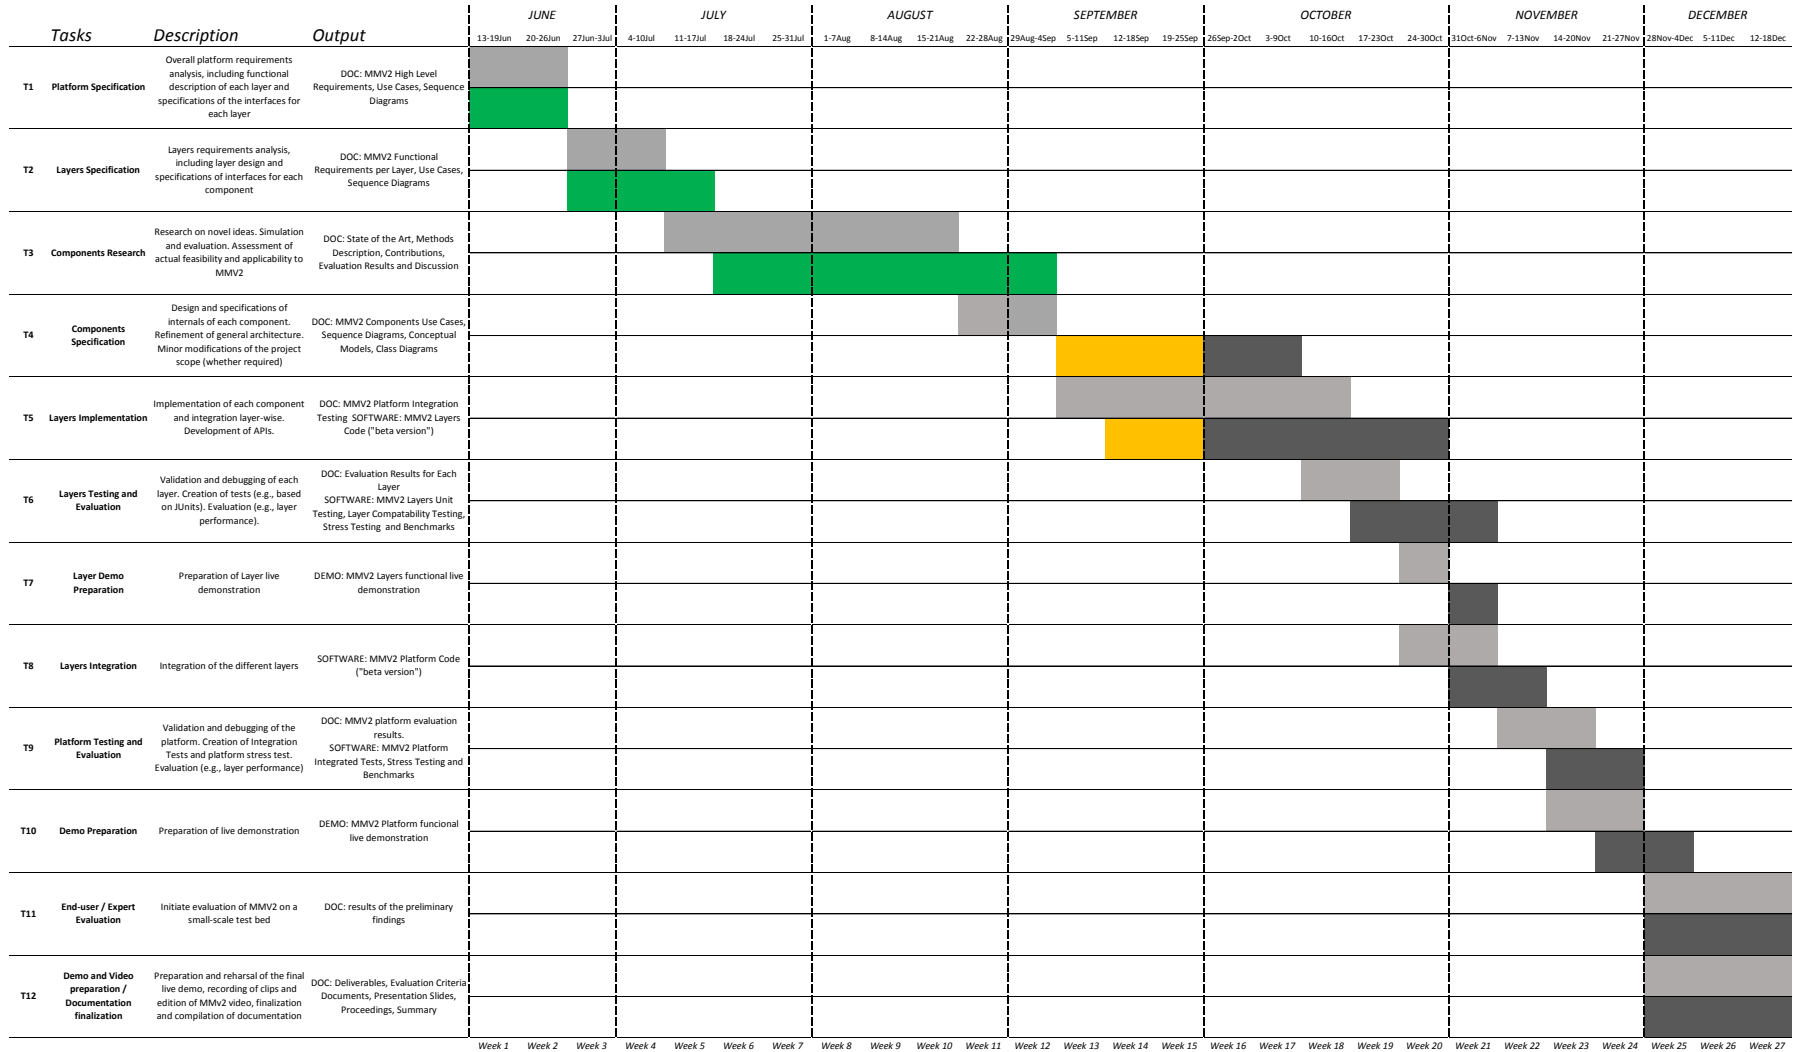 JUNE JULY AUGUST SEPTEMBER OCTOBER NOVEMBER DECEMBER
Tasks Description Output
13-19Jun 20-26Jun 27Jun-3Jul 4-10Jul 11-17Jul 18-24Jul 25-31Jul 1-7Aug 8-14Aug 15-21Aug 22-28Aug 29Aug-4Sep 5-11Sep 12-18Sep 19-25Sep 26Sep-2Oct 3-9Oct 10-16Oct 17-23Oct 24-30Oct 31Oct-6Nov 7-13Nov 14-20Nov 21-27Nov 28Nov-4Dec 5-11Dec 12-18Dec
T1
Platform Specification
Overall platform requirements
analysis, including functional
description of each layer and
specifications of the interfaces for
each layer
DOC: MMV2 High Level
Requirements, Use Cases, Sequence
Diagrams
T2
Layers Specification
Layers requirements analysis,
including layer design and
specifications of interfaces for each
component
DOC: MMV2 Functional
Requirements per Layer, Use Cases,
Sequence Diagrams
T3
Components Research
Research on novel ideas. Simulation
and evaluation. Assessment of
actual feasibility and applicability to
MMV2
DOC: State of the Art, Methods
Description, Contributions,
Evaluation Results and Discussion
T4
Components
Specification
Design and specifications of
internals of each component.
Refinement of general architecture.
Minor modifications of the project
scope (whether required)
DOC: MMV2 Components Use Cases,
Sequence Diagrams, Conceptual
Models, Class Diagrams
T5
Layers Implementation
Implementation of each component
and integration layer-wise.
Development of APIs.
DOC: MMV2 Platform Integration
Testing SOFTWARE: MMV2 Layers
Code ("beta version")
T6
Layers Testing and
Evaluation
Validation and debugging of each
layer. Creation of tests (e.g., based
on JUnits). Evaluation (e.g., layer
performance).
DOC: Evaluation Results for Each
Layer
SOFTWARE: MMV2 Layers Unit
Testing, Layer Compatability Testing,
Stress Testing and Benchmarks
T7
Layer Demo
Preparation
Preparation of Layer live
demonstration
DEMO: MMV2 Layers functional live
demonstration
T8
Layers Integration
Integration of the different layers
SOFTWARE: MMV2 Platform Code
("beta version")
T9
Platform Testing and
Evaluation
Validation and debugging of the
platform. Creation of Integration
Tests and platform stress test.
Evaluation (e.g., layer performance)
DOC: MMV2 platform evaluation
results.
SOFTWARE: MMV2 Platform
Integrated Tests, Stress Testing and
Benchmarks
T10
Demo Preparation
Preparation of live demonstration
DEMO: MMV2 Platform funcional
live demonstration
T11
End-user / Expert
Evaluation
Initiate evaluation of MMV2 on a
small-scale test bed
DOC: results of the preliminary
findings
T12
Demo and Video
preparation /
Documentation
finalization
Preparation and reharsal of the final
live demo, recording of clips and
edition of MMv2 video, finalization
and compilation of documentation
DOC: Deliverables, Evaluation Criteria
Documents, Presentation Slides,
Proceedings, Summary
Week 1 Week 2 Week 3 Week 4 Week 5 Week 6 Week 7 Week 8 Week 9 Week 10 Week 11 Week 12 Week 13 Week 14 Week 15 Week 16 Week 17 Week 18 Week 19 Week 20 Week 21 Week 22 Week 23 Week 24 Week 25 Week 26 Week 27